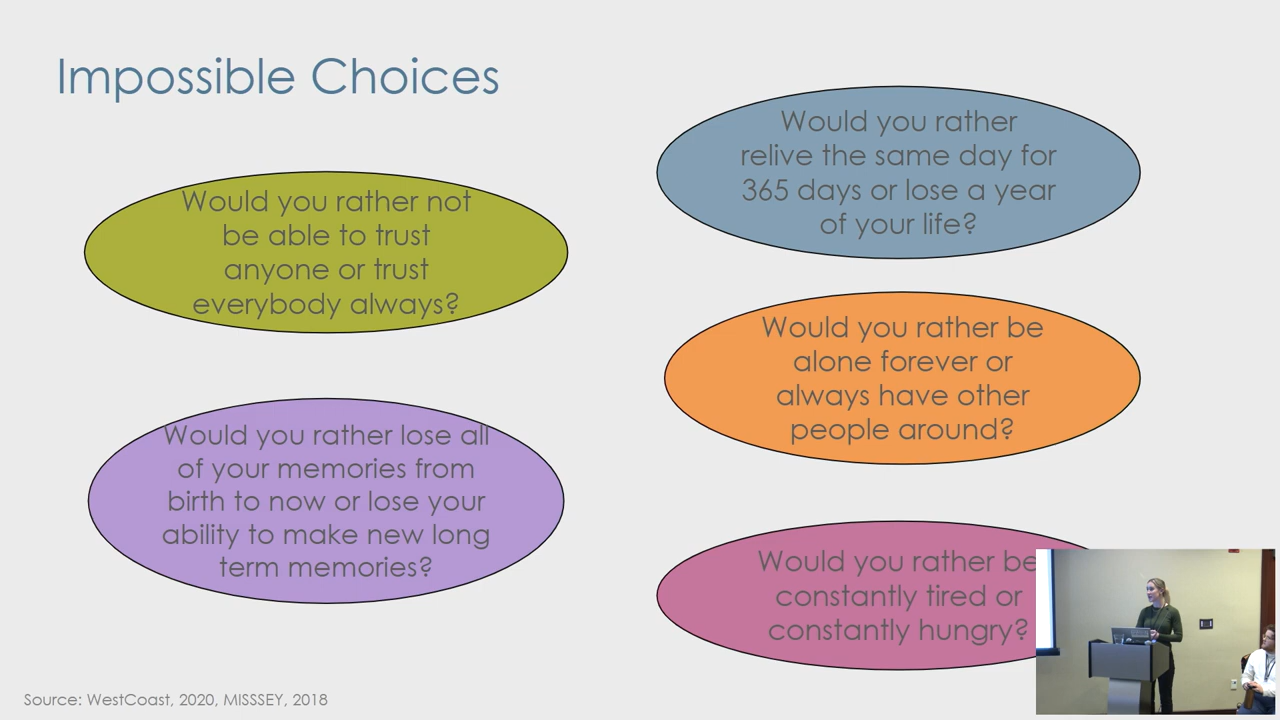 Impossible Choices
Would you rather not
be able to trust
anyone or trust
everybody always?
Would you rather lose all
of your memories from
birth to now or lose your
ability to make new long
term memories?
Would you rather
relive the same day for
365 days or lose a year
of your life?
Would you rather be
alone forever or
always have other
people around?
Would you rather be
constantly tired or
constantly hungry?
Source: WestCoast, 2020, MISSSEY, 2018